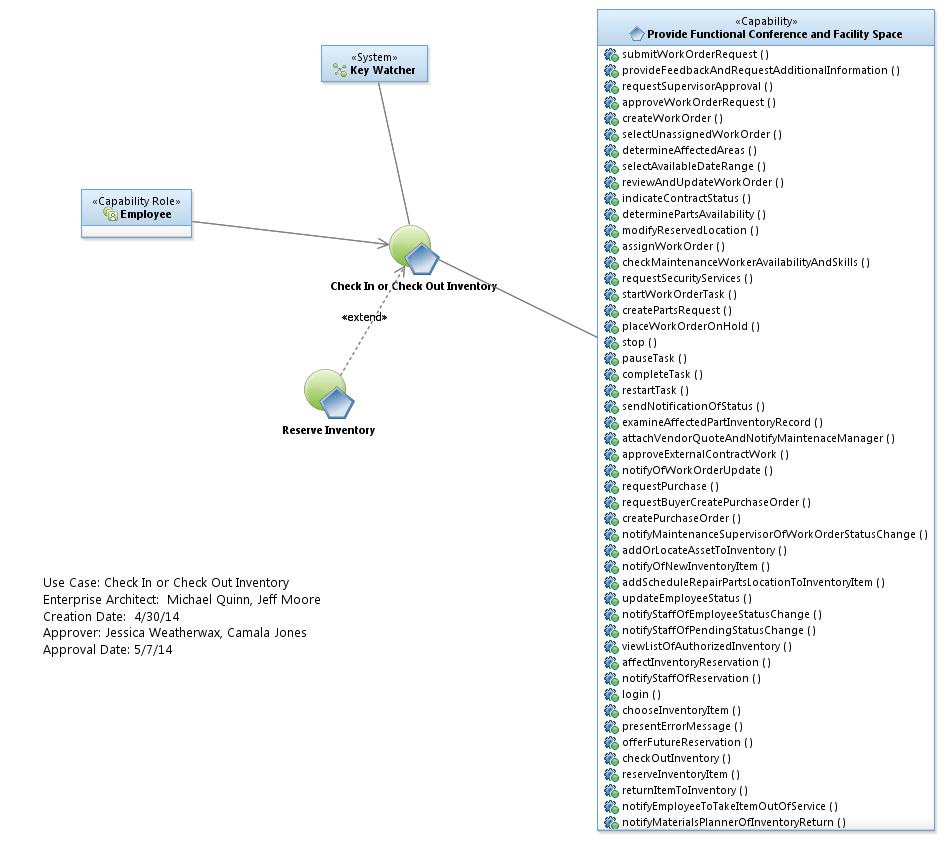 «System»
Key Watcher
«Capability Role»
Employee
Check In or Check Out Inventory
«extend»
Reserve Inventory
Use Case: Check In or Check Out Inventory
Enterprise Architect:  Michael Quinn, Jeff Moore
Creation Date:  4/30/14
Approver: Jessica Weatherwax, Camala Jones
Approval Date: 5/7/14
«Capability»
Provide Functional Conference and Facility Space
submitWorkOrderRequest ( )
provideFeedbackAndRequestAdditionalInformation ( )
requestSupervisorApproval ( )
approveWorkOrderRequest ( )
createWorkOrder ( )
selectUnassignedWorkOrder ( )
determineAffectedAreas ( )
selectAvailableDateRange ( )
reviewAndUpdateWorkOrder ( )
indicateContractStatus ( )
determinePartsAvailability ( )
modifyReservedLocation ( )
assignWorkOrder ( )
checkMaintenanceWorkerAvailabilityAndSkills ( )
requestSecurityServices ( )
startWorkOrderTask ( )
createPartsRequest ( )
placeWorkOrderOnHold ( )
stop ( )
pauseTask ( )
completeTask ( )
restartTask ( )
sendNotificationOfStatus ( )
examineAffectedPartInventoryRecord ( )
attachVendorQuoteAndNotifyMaintenaceManager ( )
approveExternalContractWork ( )
notifyOfWorkOrderUpdate ( )
requestPurchase ( )
requestBuyerCreatePurchaseOrder ( )
createPurchaseOrder ( )
notifyMaintenanceSupervisorOfWorkOrderStatusChange ( )
addOrLocateAssetToInventory ( )
notifyOfNewInventoryItem ( )
addScheduleRepairPartsLocationToInventoryItem ( )
updateEmployeeStatus ( )
notifyStaffOfEmployeeStatusChange ( )
notifyStaffOfPendingStatusChange ( )
viewListOfAuthorizedInventory ( )
affectInventoryReservation ( )
notifyStaffOfReservation ( )
login ( )
chooseInventoryItem ( )
presentErrorMessage ( )
offerFutureReservation ( )
checkOutInventory ( )
reserveInventoryItem ( )
returnItemToInventory ( )
notifyEmployeeToTakeItemOutOfService ( )
notifyMaterialsPlannerOfInventoryReturn ( )